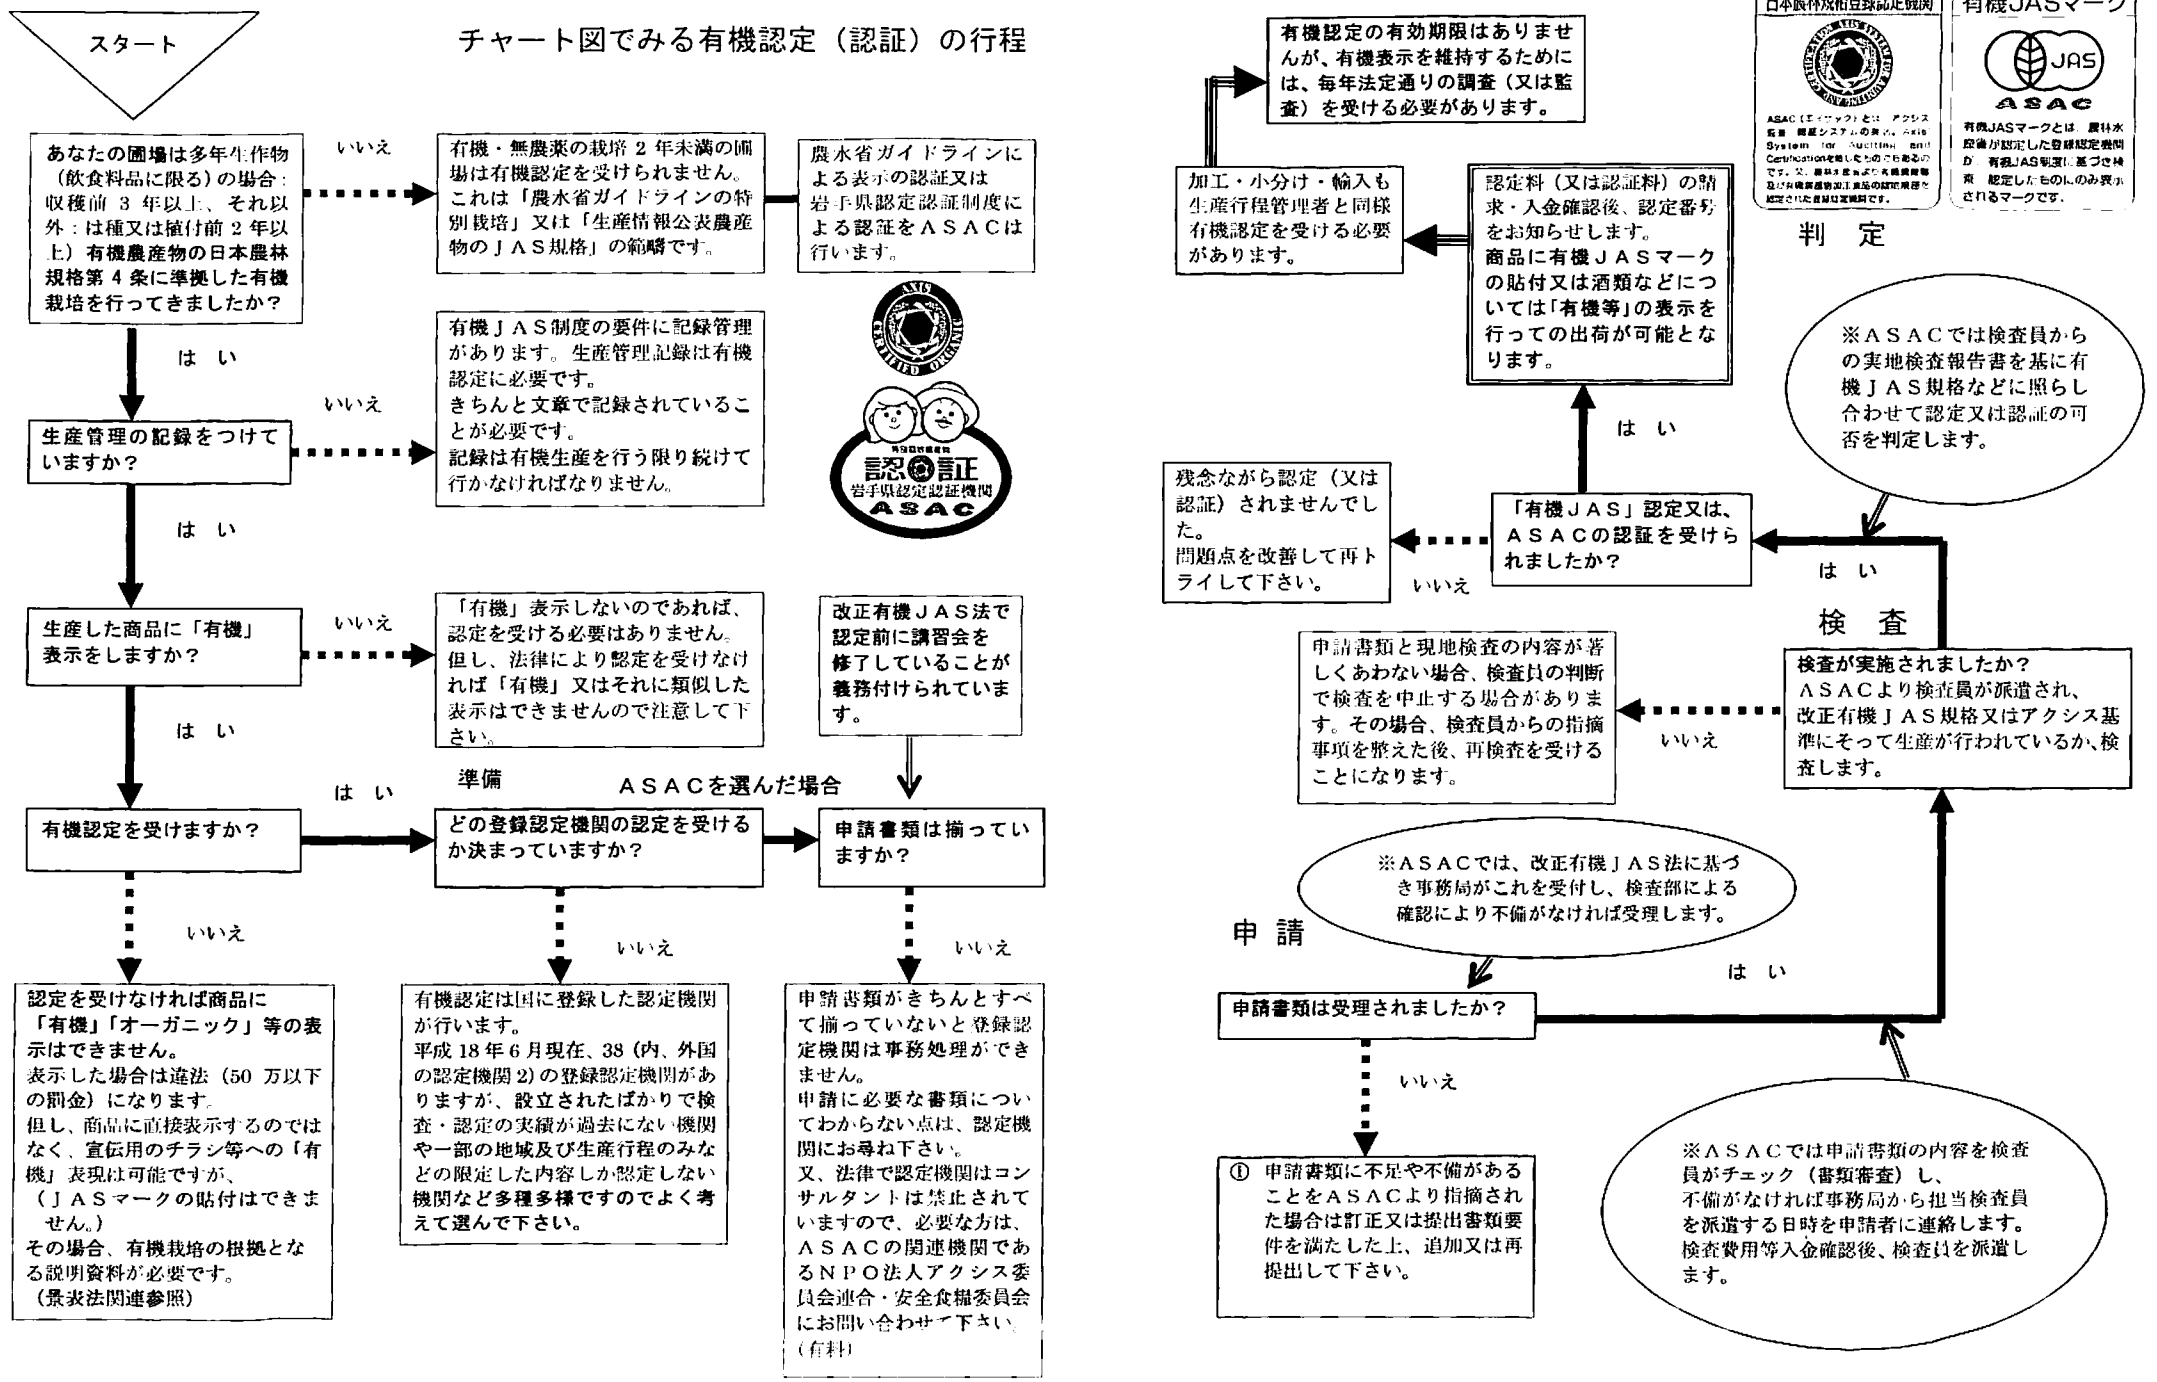 スタート
チャート図でみる有機認定（認証）の行程
あなたの圃場は多年生作物
（飲食料品に限る）の場合：
収穫前 3 年以上、それ以
外：は種又は植付前 2 年以
上）有機農産物の日本農林
規格第 4 条に準拠した有機
栽培を行ってきましたか？
いいえ
有機・無農薬の栽培 2 年未満の圃
場は有機認定を受けられません。
これは「農水省ガイドラインの特
別栽培」又は「生産情報公表農産
物のＪＡＳ規格」の範疇です。
農水省ガイドラインに
よる表示の認証又は
岩手県認定認証制度に
よる認証をＡＳＡＣは
行います。
は い
生産管理の記録をつけて
いますか？
いいえ
有機ＪＡＳ制度の要件に記録管理
があります。生産管理記録は有機
認定に必要です。
きちんと文章で記録されているこ
とが必要です。
記録は有機生産を行う限り続けて
行かなければなりません。
AXIS
CERTIFIED ORGANIC
認証
岩手県認定認証機関
ＡＳＡＣ
は い
生産した商品に「有機」
表示をしますか？
いいえ
「有機」表示しないのであれば、
認定を受ける必要はありません。
但し、法律により認定を受けなけ
れば「有機」又はそれに類似した
表示はできませんので注意して下
さい。
改正有機ＪＡＳ法で
認定前に講習会を
修了していることが
義務付けられていま
す。
は い
有機認定を受けますか？
は い
準備
ＡＳＡＣを選んだ場合
どの登録認定機関の認定を受ける
か決まっていますか？
申請書類は揃ってい
ますか？
いいえ
いいえ
いいえ
認定を受けなければ商品に
「有機」「オーガニック」等の表
示はできません。
表示した場合は違法（50 万以下
の罰金）になります。
但し、商品に直接表示するのでは
なく、宣伝用のチラシ等への「有
機」表現は可能ですが、
（ＪＡＳマークの貼付はできま
せん。）
その場合、有機栽培の根拠とな
る説明資料が必要です。
（景表法関連参照）
有機認定は国に登録した認定機関
が行います。
平成 18 年 6 月現在、38（内、外国
の認定機関 2）の登録認定機関があ
りますが、設立されたばかりで検
査・認定の実績が過去にない機関
や一部の地域及び生産行程のみな
どの限定した内容しか認定しない
機関など多種多様ですのでよく考
えて選んで下さい。
申請書類がきちんとすべ
て揃っていないと登録認
定機関は事務処理ができ
ません。
申請に必要な書類につい
てわからない点は、認定機
関にお尋ね下さい。
又、法律で認定機関はコン
サルタントは禁止されて
いますので、必要な方は、
ＡＳＡＣの関連機関であ
るＮＰＯ法人アクシス委
員会連合・安全食糧委員会
にお問い合わせて下さい。
（有料）
有機認定の有効期限はありませ
んが、有機表示を維持するために
は、毎年法定通りの調査（又は監
査）を受ける必要があります。
加工・小分け・輸入も
生産行程管理者と同様
有機認定を受ける必要
があります。
認定料（又は認証料）の請
求・入金確認後、認定番号
をお知らせします。
商品に有機ＪＡＳマーク
の貼付又は酒類などにつ
いては「有機等」の表示を
行っての出荷が可能とな
ります。
日本農林規格登録認定機関
有機JASマーク
JAS
ＡＳＡＣ
有機JASマークとは、農林水
産省が認定した登録認定機関
が、有機JAS制度に基づき検
査、認定したものにのみ表示
されるマークです。
判 定
※ＡＳＡＣでは検査員から
の実地検査報告書を基に有
機ＪＡＳ規格などに照らし
合わせて認定又は認証の可
否を判定します。
は い
残念ながら認定（又は
認証）されませんでし
た。
問題点を改善して再ト
ライして下さい。
いいえ
「有機ＪＡＳ」認定又は、
ＡＳＡＣの認証を受けら
れましたか？
は い
検 査
申請書類と現地検査の内容が著
しくあわない場合、検査員の判断
で検査を中止する場合がありま
す。その場合、検査員からの指摘
事項を整えた後、再検査を受ける
ことになります。
いいえ
検査が実施されましたか？
ＡＳＡＣより検査員が派遣され、
改正有機ＪＡＳ規格又はアクシス基
準にそって生産が行われているか、検
査します。
※ＡＳＡＣでは、改正有機ＪＡＳ法に基づ
き事務局がこれを受付し、検査部による
確認により不備がなければ受理します。
申 請
は い
申請書類は受理されましたか？
いいえ
① 申請書類に不足や不備がある
ことをＡＳＡＣより指摘され
た場合は訂正又は提出書類要
件を満たした上、追加又は再
提出して下さい。
※ＡＳＡＣでは申請書類の内容を検査
員がチェック（書類審査）し、
不備がなければ事務局から担当検査員
を派遣する日時を申請者に連絡します。
検査費用等入金確認後、検査員を派遣し
ます。